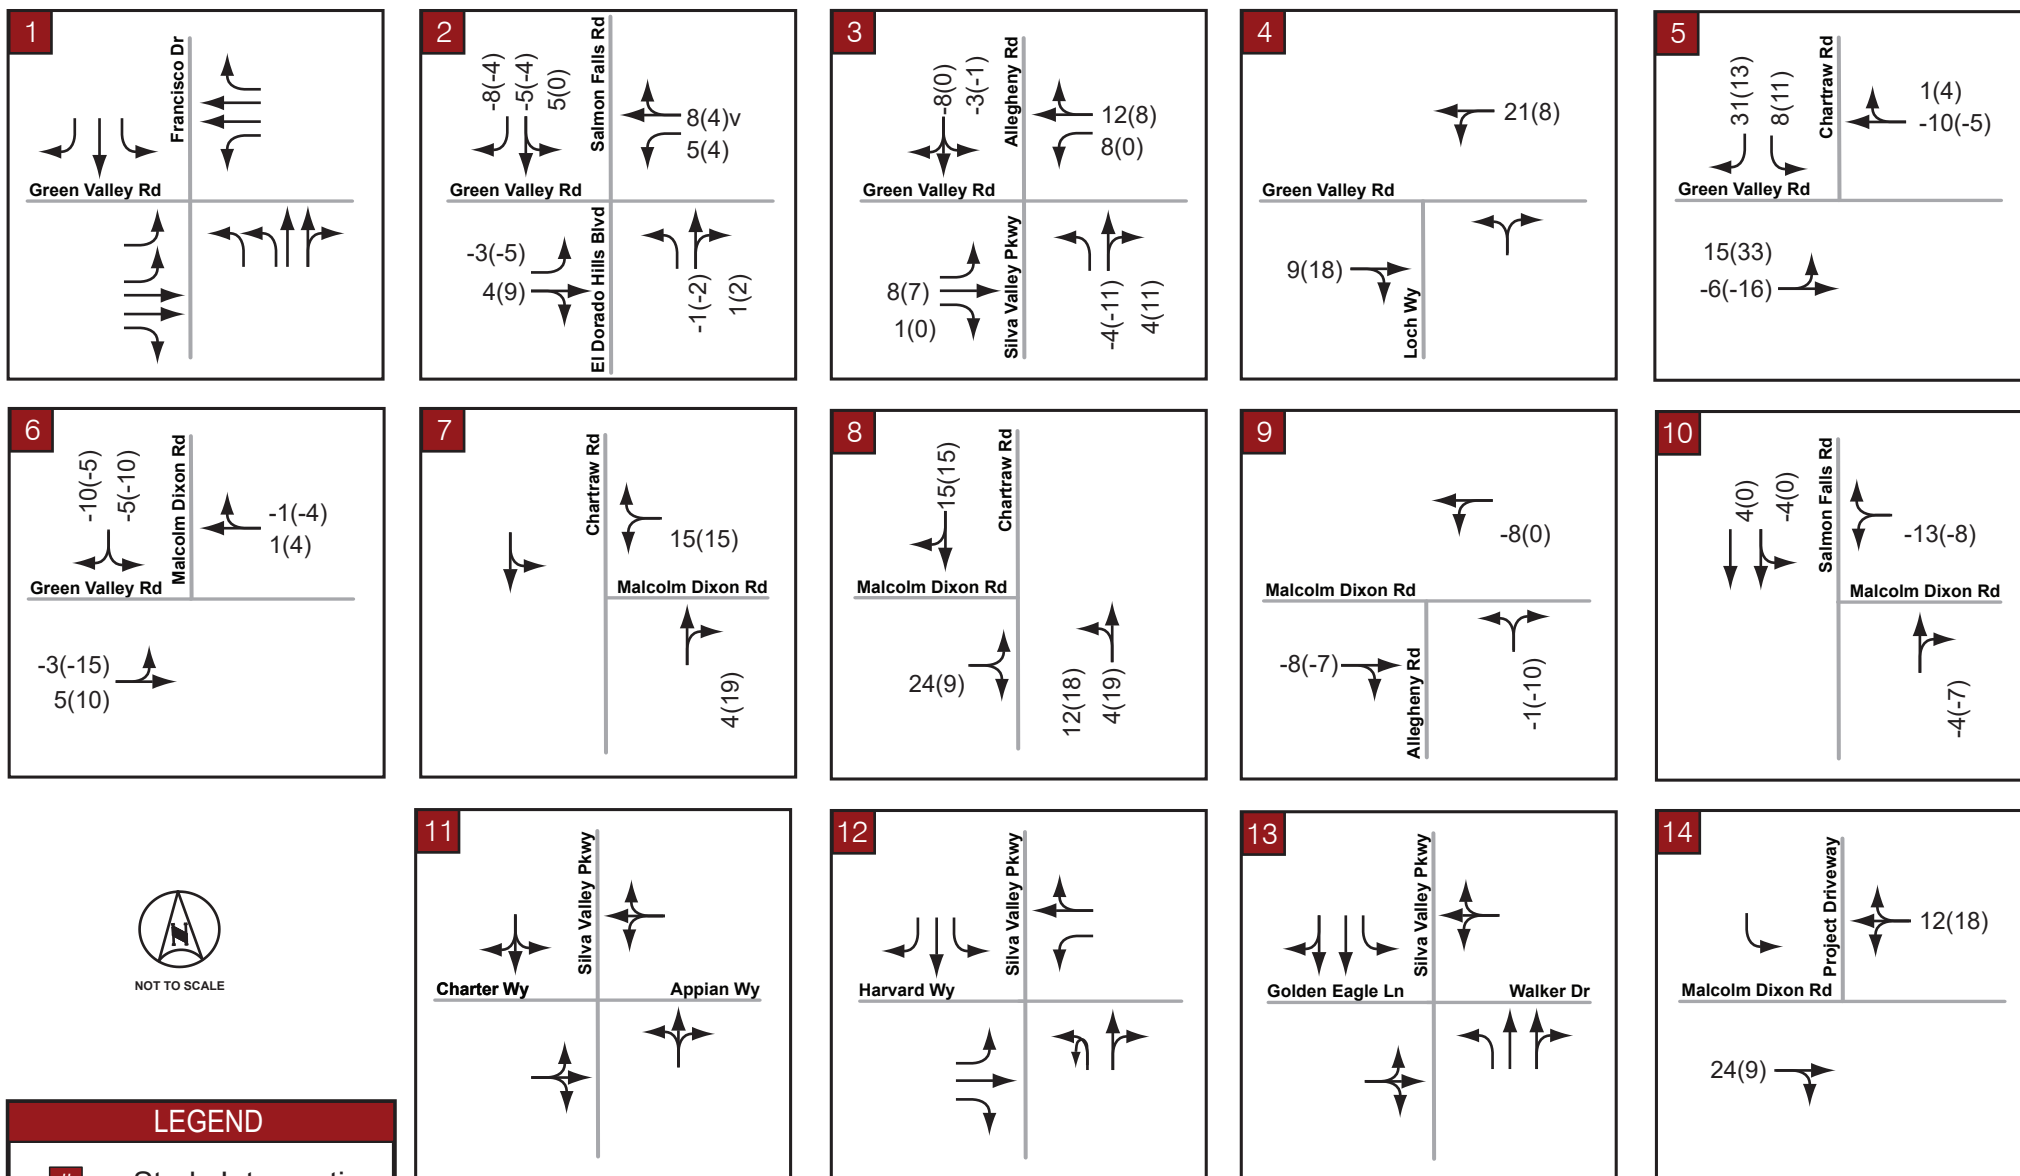 1
Francisco Dr
Green Valley Rd
2
-8(-4)
-5(-4)
5(0)
Salmon Falls Rd
8(4)v
5(4)
Green Valley Rd
-3(-5)
4(9)
El Dorado Hills Blvd
-1(-2)
1(2)
3
-8(0)
-3(-1)
Allegheny Rd
12(8)
8(0)
Green Valley Rd
8(7)
1(0)
Silva Valley Pkwy
-4(-11)
4(11)
4
21(8)
Green Valley Rd
9(18)
Loch Wy
5
31(13)
8(11)
Chartraw Rd
1(4)
-10(-5)
Green Valley Rd
15(33)
-6(-16)
6
-10(-5)
-5(-10)
Malcolm Dixon Rd
-1(-4)
1(4)
Green Valley Rd
-3(-15)
5(10)
7
Chartraw Rd
15(15)
Malcolm Dixon Rd
4(19)
8
15(15)
Chartraw Rd
Malcolm Dixon Rd
24(9)
12(18)
4(19)
9
-8(0)
Malcolm Dixon Rd
-8(-7)
Allegheny Rd
-1(-10)
10
4(0)
-4(0)
Salmon Falls Rd
-13(-8)
Malcolm Dixon Rd
-4(-7)
N
NOT TO SCALE
11
Silva Valley Pkwy
Charter Wy
Appian Wy
12
Silva Valley Pkwy
Harvard Wy
13
Silva Valley Pkwy
Golden Eagle Ln
Walker Dr
14
Project Driveway
12(18)
Malcolm Dixon Rd
24(9)
LEGEND